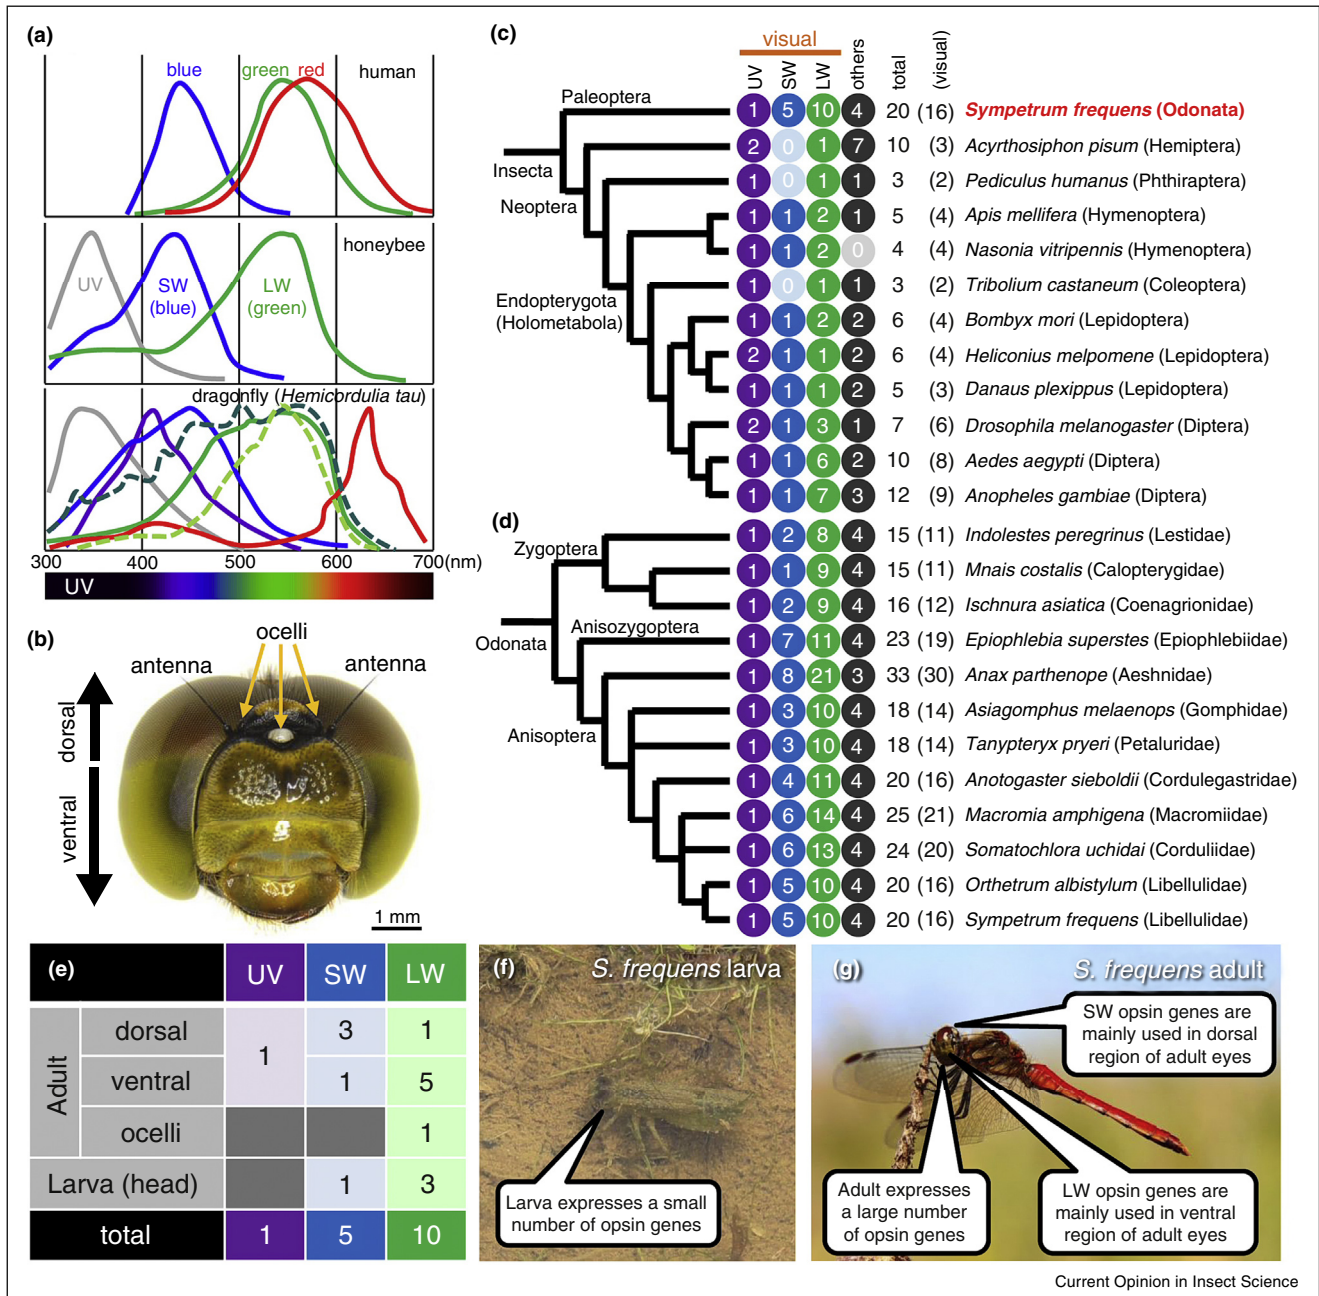 (a)
blue
green red
human
UV
SW
(blue)
LW
(green)
honeybee
dragonfly (Hemicordulia tau)
300 400 500 600 700(nm)
UV
(b)
ocelli
antenna
antenna
dorsal
ventral
1 mm
(c)
visual
UV SW LW others total (visual)
Paleoptera
Insecta
Neoptera
Endopterygota
(Holometabola)
1 5 10 4 20 (16) Sympetrum frequens (Odonata)
2 0 1 7 10 (3) Acyrthosiphon pisum (Hemiptera)
1 0 1 1 3 (2) Pediculus humanus (Phthiraptera)
1 1 2 1 5 (4) Apis mellifera (Hymenoptera)
1 1 2 0 4 (4) Nasonia vitripennis (Hymenoptera)
1 0 1 1 3 (2) Tribolium castaneum (Coleoptera)
1 1 2 2 6 (4) Bombyx mori (Lepidoptera)
2 1 1 2 6 (4) Heliconius melpomene (Lepidoptera)
1 1 1 2 5 (3) Danaus plexippus (Lepidoptera)
2 1 3 1 7 (6) Drosophila melanogaster (Diptera)
1 1 6 2 10 (8) Aedes aegypti (Diptera)
1 1 7 3 12 (9) Anopheles gambiae (Diptera)
(d)
Zygoptera
Odonata
Anisozygoptera
Anisoptera
1 2 8 4 15 (11) Indolestes peregrinus (Lestidae)
1 1 9 4 15 (11) Mnais costalis (Calopterygidae)
1 2 9 4 16 (12) Ischnura asiatica (Coenagrionidae)
1 7 11 4 23 (19) Epiophlebia superstes (Epiophlebiidae)
1 8 21 3 33 (30) Anax parthenope (Aeshnidae)
1 3 10 4 18 (14) Asiagomphus melaenops (Gomphidae)
1 3 10 4 18 (14) Tanypteryx pryeri (Petaluridae)
1 4 11 4 20 (16) Anotogaster sieboldii (Cordulegastridae)
1 6 14 4 25 (21) Macromia amphigena (Macromiidae)
1 6 13 4 24 (20) Somatochlora uchidai (Corduliidae)
1 5 10 4 20 (16) Orthetrum albistylum (Libellulidae)
1 5 10 4 20 (16) Sympetrum frequens (Libellulidae)
(e)
UV SW LW
Adult
dorsal 1 3 1
ventral 1 5
ocelli 1
Larva (head) 1 3
total 1 5 10
(f)
S. frequens larva
Larva expresses a small
number of opsin genes
(g)
S. frequens adult
SW opsin genes are
mainly used in dorsal
region of adult eyes
Adult expresses
a large number
of opsin genes
LW opsin genes are
mainly used in ventral
region of adult eyes
Current Opinion in Insect Science